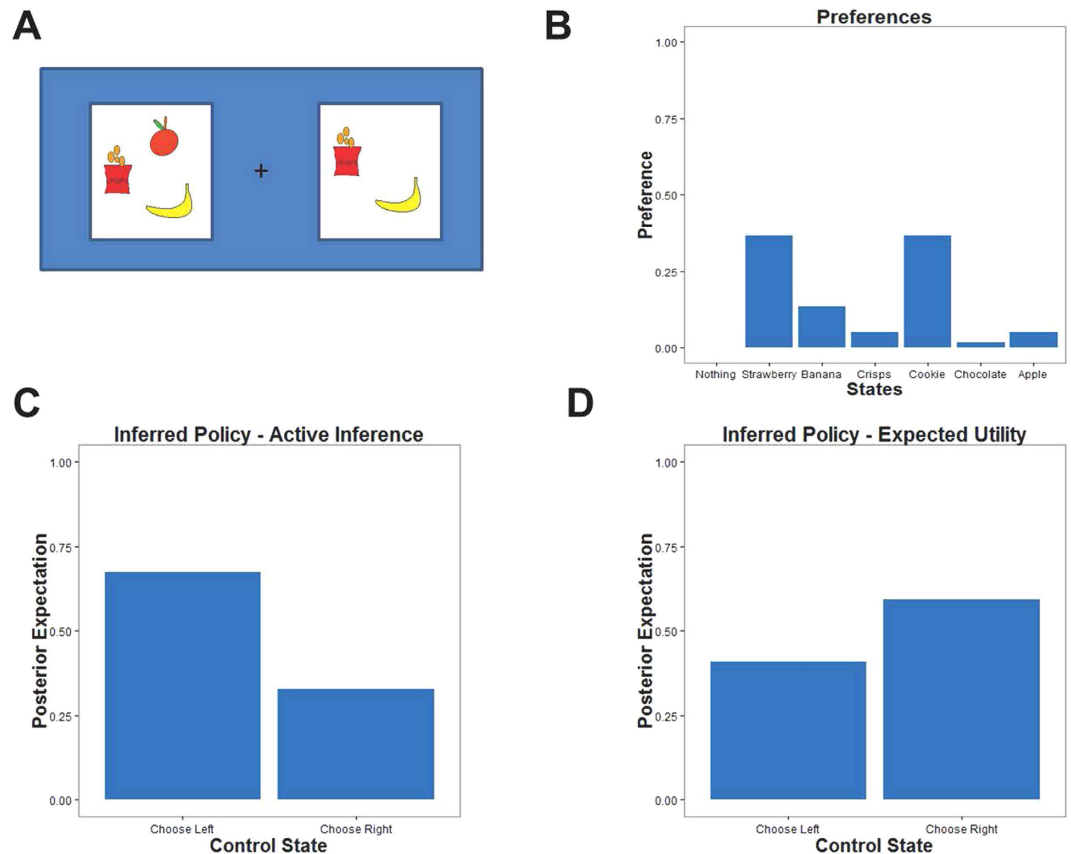 A
+
B
Preferences
Preference
1.00
0.75
0.50
0.25
0.00
Nothing Strawberry Banana Crisps Cookie Chocolate Apple
States
C
Inferred Policy - Active Inference
Posterior Expectation
1.00
0.75
0.50
0.25
0.00
Choose Left Choose Right
Control State
D
Inferred Policy - Expected Utility
Posterior Expectation
1.00
0.75
0.50
0.25
0.00
Choose Left Choose Right
Control State